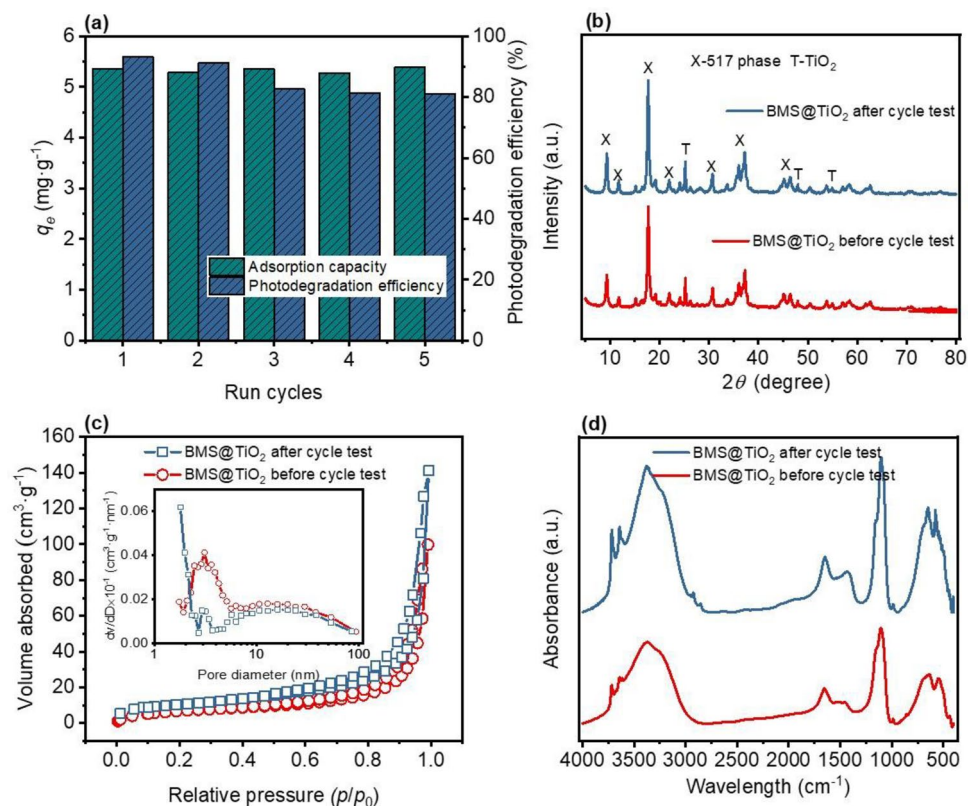 (a)
6
5
4
3
2
1
0
qe (mg·g⁻¹)
100
80
60
40
20
0
Photodegradation efficiency (%)
Adsorption capacity
Photodegradation efficiency
1 2 3 4 5
Run cycles
(b)
X-517 phase T-TiO₂
X
X
BMS@TiO₂ after cycle test
X
X
X
T
X
X
T
T
BMS@TiO₂ before cycle test
Intensity (a.u.)
10 20 30 40 50 60 70 80
2θ (degree)
(c)
160
140
120
100
80
60
40
20
0
Volume absorbed (cm³·g⁻¹)
BMS@TiO₂ after cycle test
BMS@TiO₂ before cycle test
0.06
0.04
0.02
0.00
dv/dD×10⁻¹ (cm³·g⁻¹·nm⁻¹)
1 10 100
Pore diameter (nm)
0.0 0.2 0.4 0.6 0.8 1.0
Relative pressure (p/p₀)
(d)
BMS@TiO₂ after cycle test
BMS@TiO₂ before cycle test
Absorbance (a.u.)
4000 3500 3000 2500 2000 1500 1000 500
Wavelength (cm⁻¹)